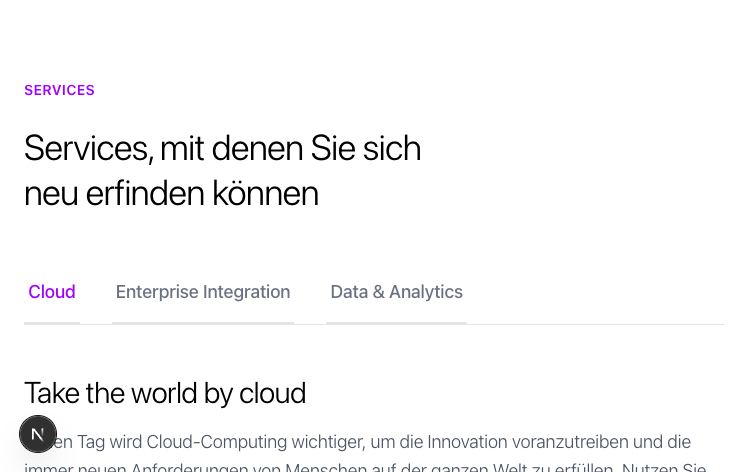 SERVICES
Services, mit denen Sie sich
neu erfinden können
Cloud Enterprise Integration Data & Analytics
Take the world by cloud
N
en Tag wird Cloud-Computing wichtiger, um die Innovation voranzutreiben und die
immer neuen Anforderungen von Menschen auf der ganzen Welt zu erfüllen. Nutzen Sie